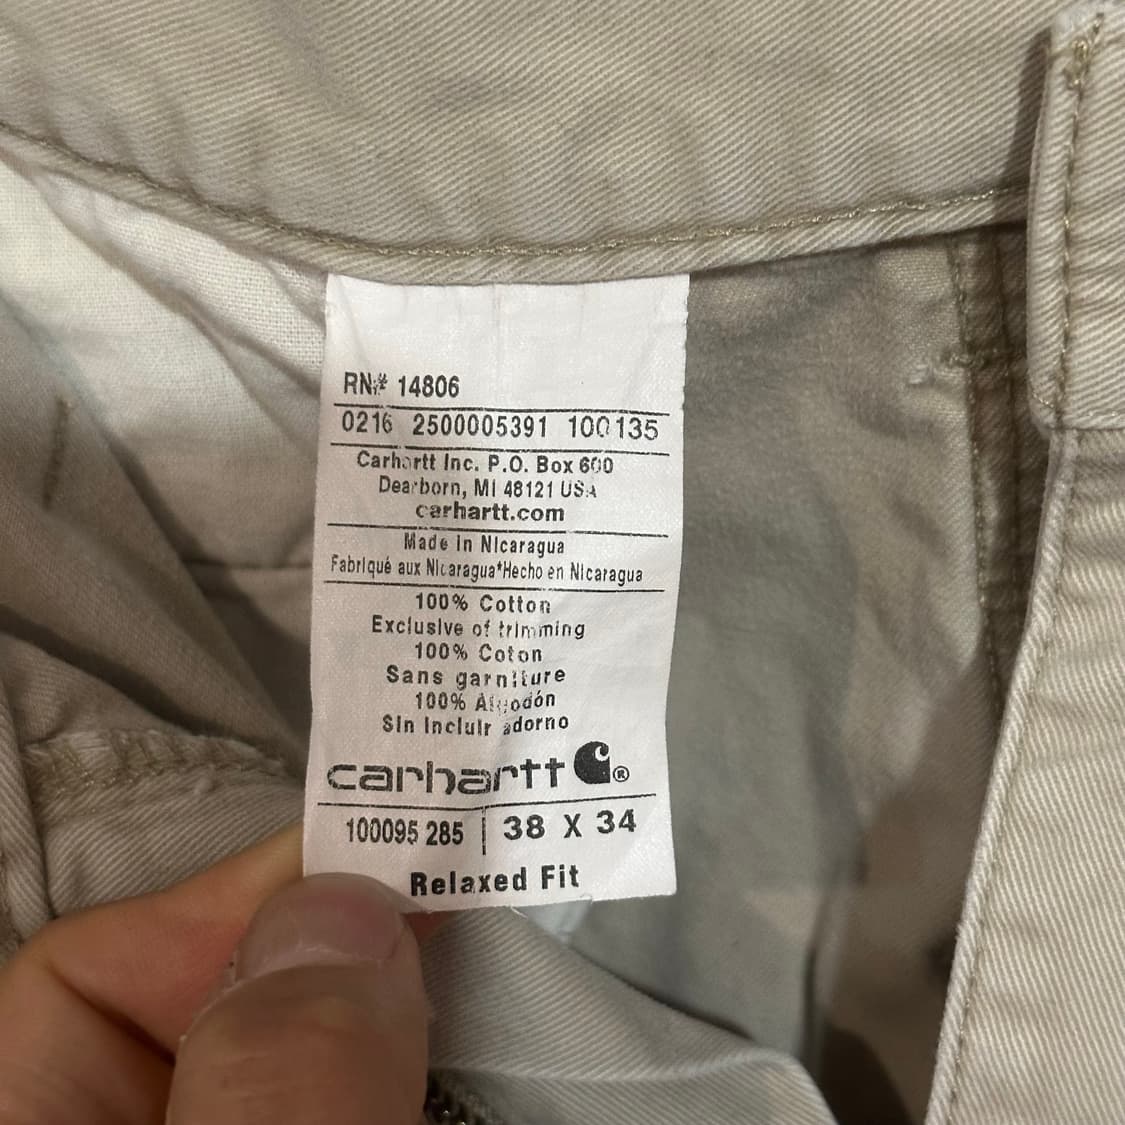 RN# 14806
0216 2500005391 100135
Carhartt Inc. P.O. Box 600
Dearborn, MI 48121 USA
carhartt.com
Made in Nicaragua
Fabriqué aux Nicaragua*Hecho en Nicaragua
100% Cotton
Exclusive of trimming
100% Coton
Sans garniture
100% Algodón
Sin incluir adorno
carhartt ®
100095 285 | 38 X 34
Relaxed Fit